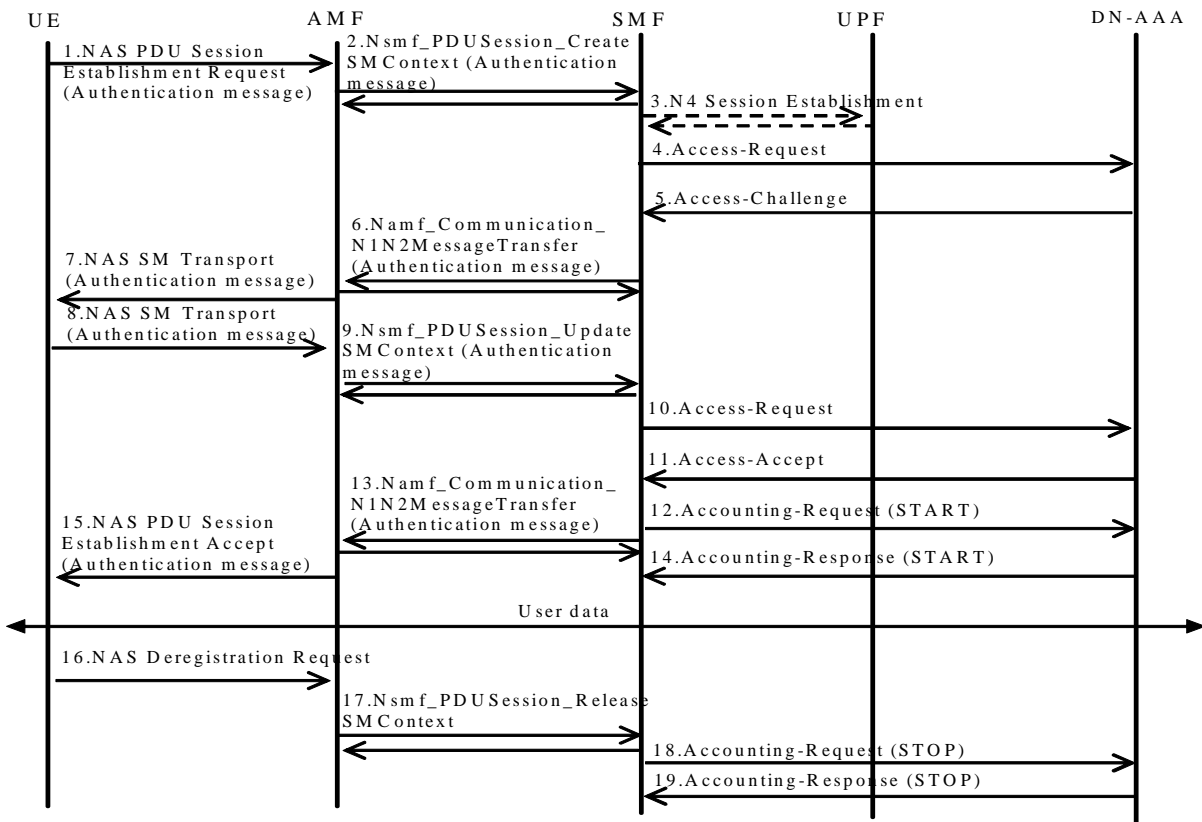 UE
AMF
SMF
UPF
DN-AAA
1.NAS PDU Session
Establishment Request
(Authentication message)
2.Nsmf_PDUSession_Create
SMContext (Authentication
message)
3.N4 Session Establishment
4.Access-Request
5.Access-Challenge
6.Namf_Communication_
N1N2MessageTransfer
(Authentication message)
7.NAS SM Transport
(Authentication message)
8.NAS SM Transport
(Authentication message)
9.Nsmf_PDUSession_Update
SMContext (Authentication
message)
10.Access-Request
11.Access-Accept
13.Namf_Communication_
N1N2MessageTransfer
(Authentication message)
12.Accounting-Request (START)
15.NAS PDU Session
Establishment Accept
(Authentication message)
14.Accounting-Response (START)
User data
16.NAS Deregistration Request
17.Nsmf_PDUSession_Release
SMContext
18.Accounting-Request (STOP)
19.Accounting-Response (STOP)